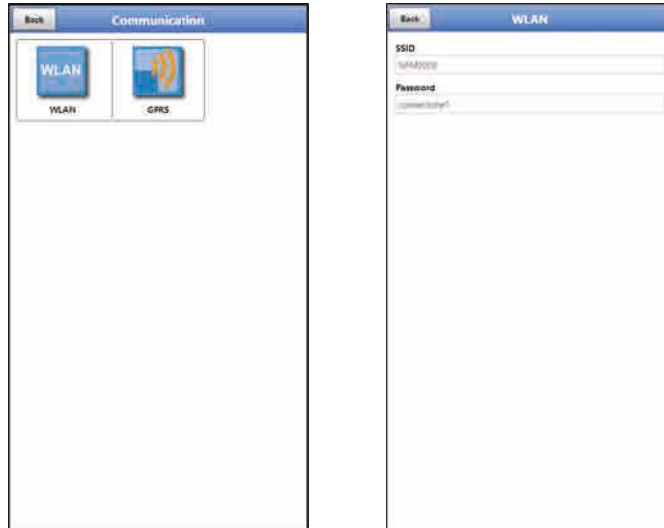 Back
Communication
WLAN
WLAN
GPRS
Back
WLAN
SSID
Password